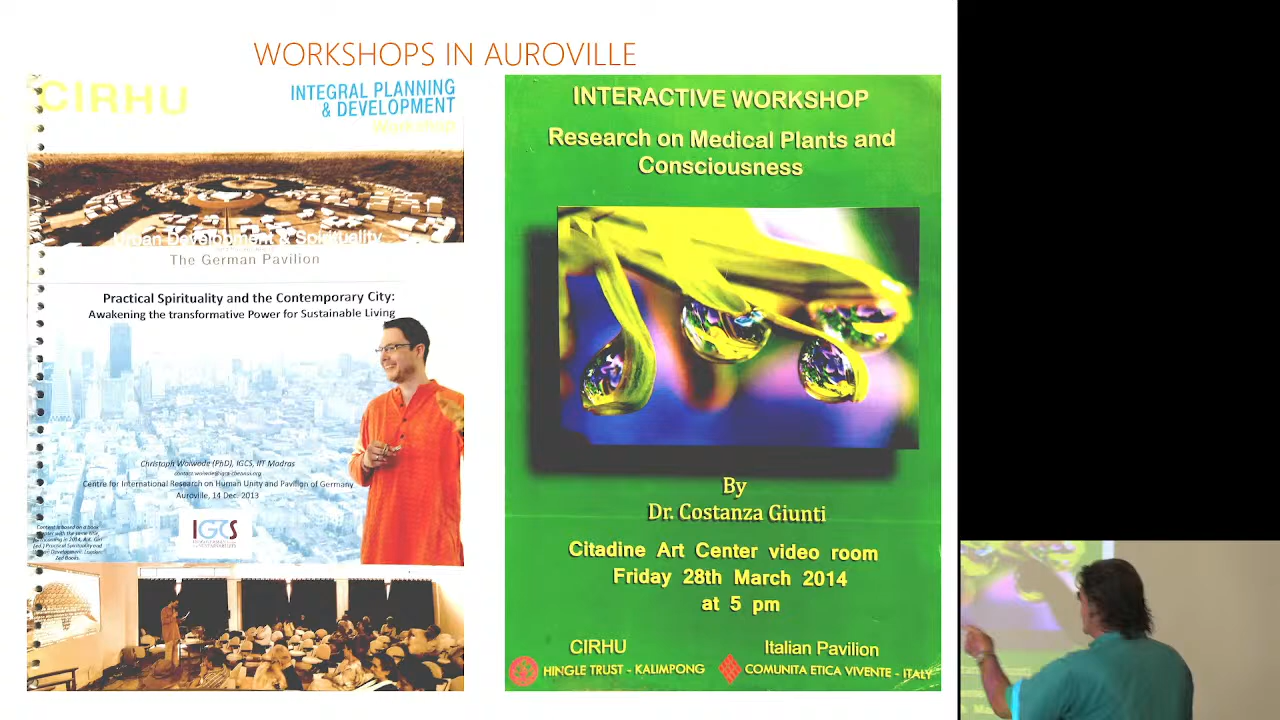 WORKSHOPS IN AUROVILLE
CIRHU
INTEGRAL PLANNING
& DEVELOPMENT
Workshop
Urban Development & Spirituality
The German Pavilion
Practical Spirituality and the Contemporary City:
Awakening the transformative Power for Sustainable Living
Christoph Woiwode (PhD), IGCS, IIT Madras
Centre for International Research on Human Unity and Pavilion of Germany
Auroville, 14 Dec. 2013
IGCS
INTERACTIVE WORKSHOP
Research on Medical Plants and
Consciousness
By
Dr. Costanza Giunti
Citadine Art Center video room
Friday 28th March 2014
at 5 pm
CIRHU
Italian Pavilion
HINGLE TRUST - KALIMPONG
COMUNITA ETICA VIVENTE - ITALY